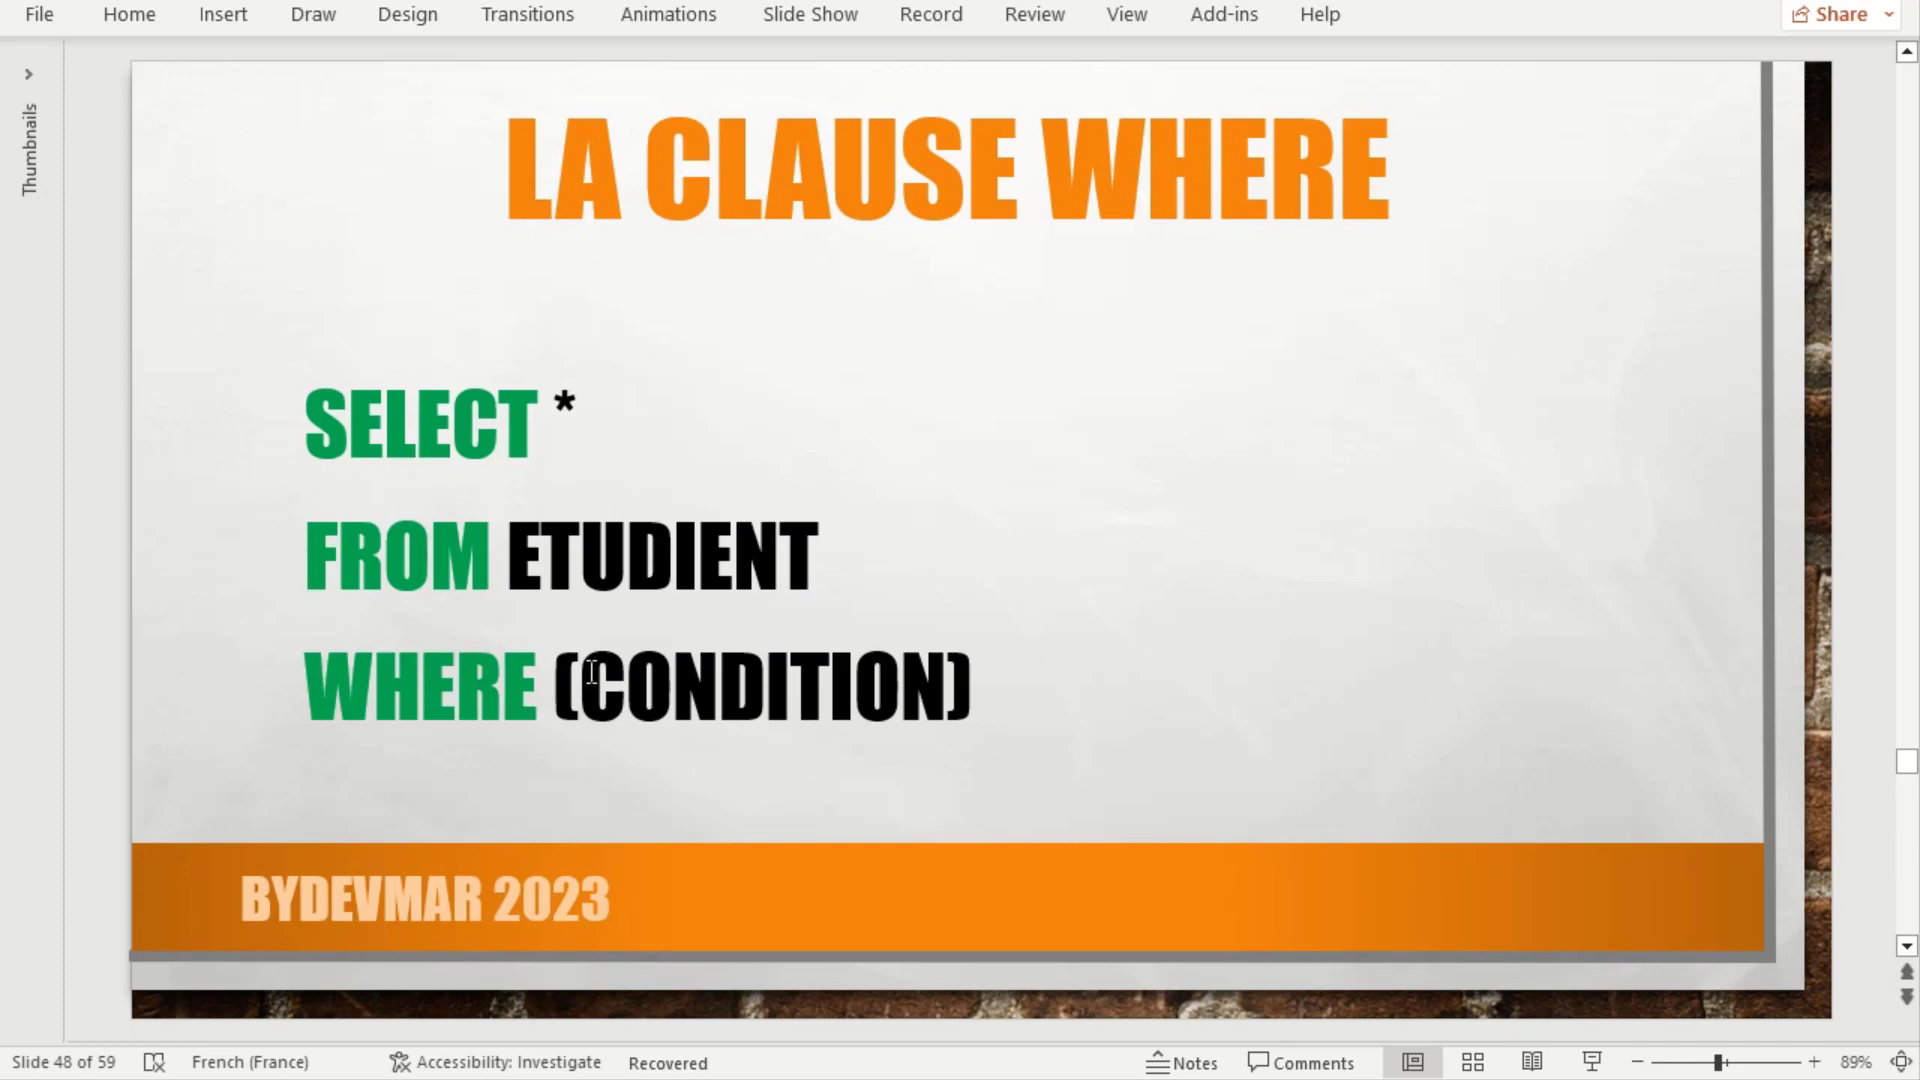 File Home Insert Draw Design Transitions Animations Slide Show Record Review View Add-ins Help Share
Thumbnails
LA CLAUSE WHERE
SELECT *
FROM ETUDIENT
WHERE (CONDITION)
BYDEVMAR 2023
Slide 48 of 59 French (France) Accessibility: Investigate Recovered Notes Comments 89%